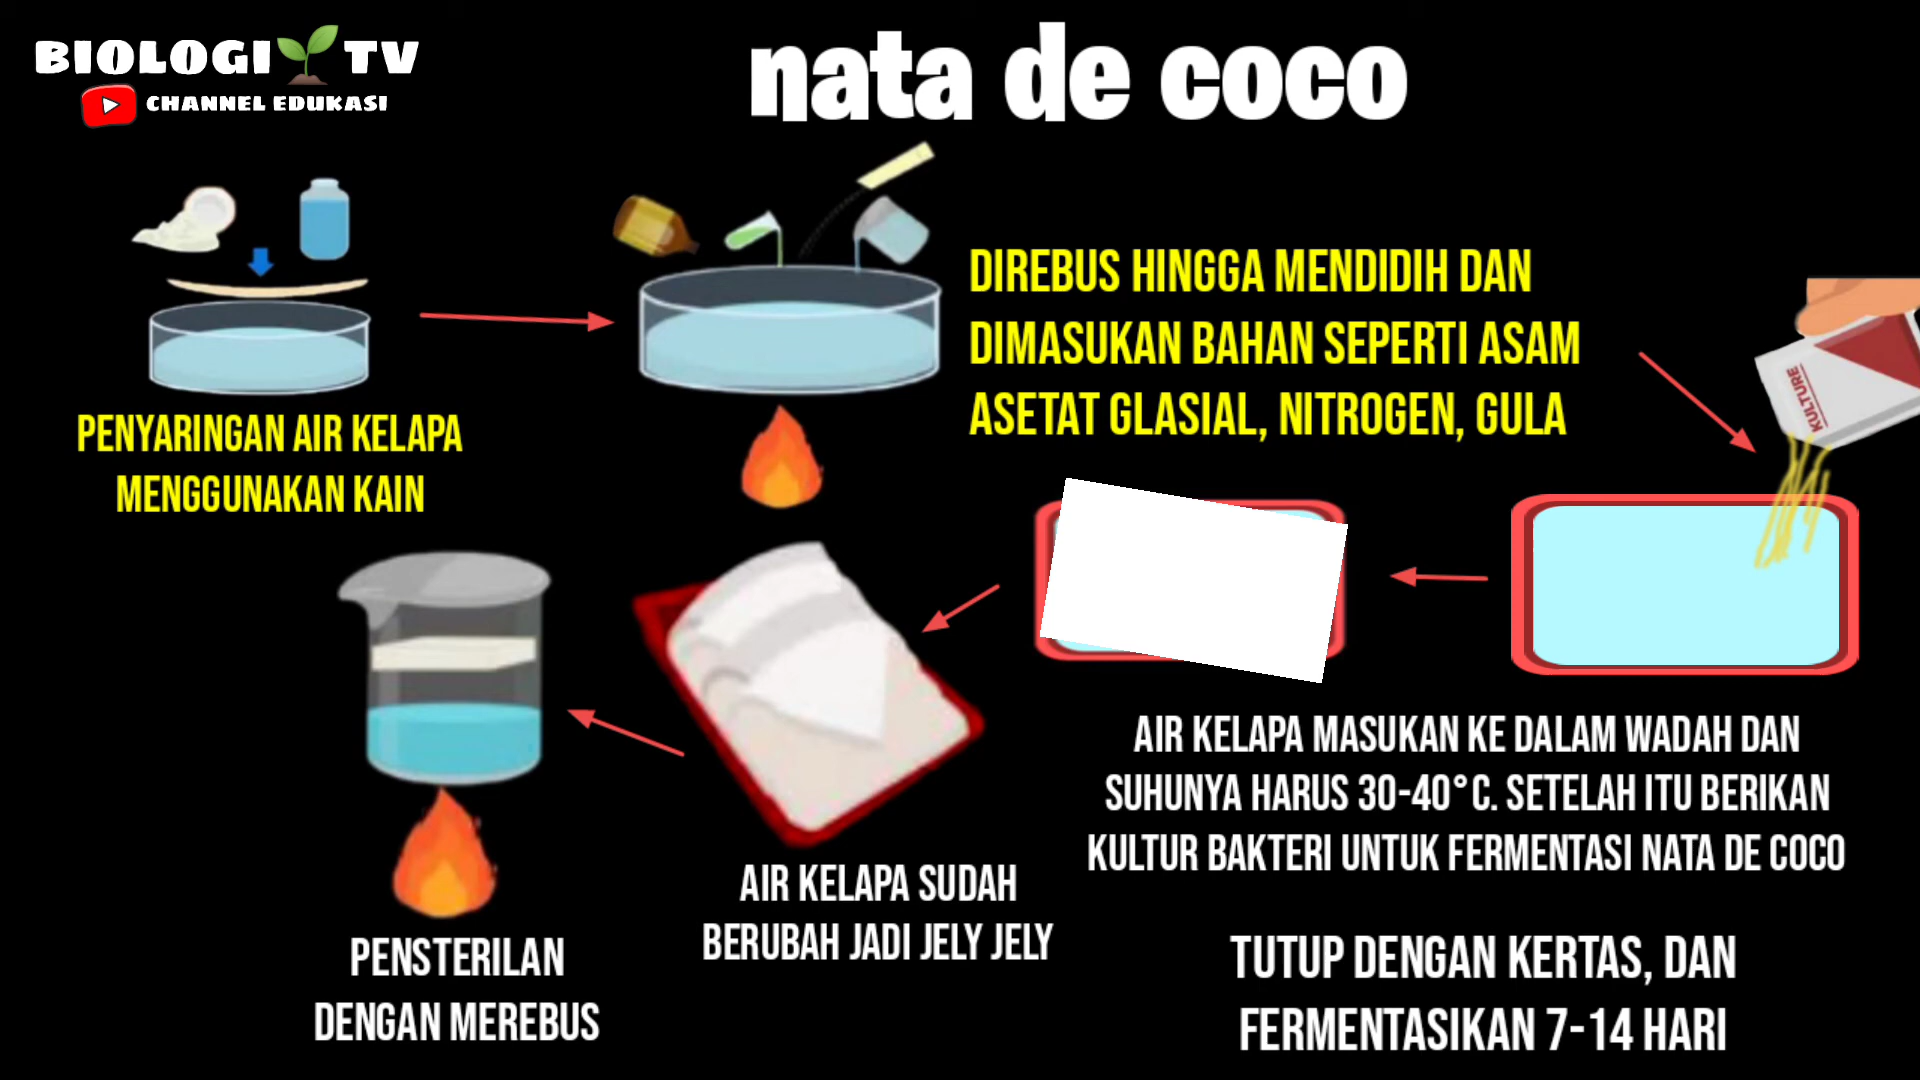 BIOLOGI TV
CHANNEL EDUKASI
nata de coco
PENYARINGAN AIR KELAPA
MENGGUNAKAN KAIN
DIREBUS HINGGA MENDIDIH DAN
DIMASUKAN BAHAN SEPERTI ASAM
ASETAT GLASIAL, NITROGEN, GULA
KULTURE
AIR KELAPA MASUKAN KE DALAM WADAH DAN
SUHUNYA HARUS 30-40°C. SETELAH ITU BERIKAN
KULTUR BAKTERI UNTUK FERMENTASI NATA DE COCO
TUTUP DENGAN KERTAS, DAN
FERMENTASIKAN 7-14 HARI
AIR KELAPA SUDAH
BERUBAH JADI JELY JELY
PENSTERILAN
DENGAN MEREBUS